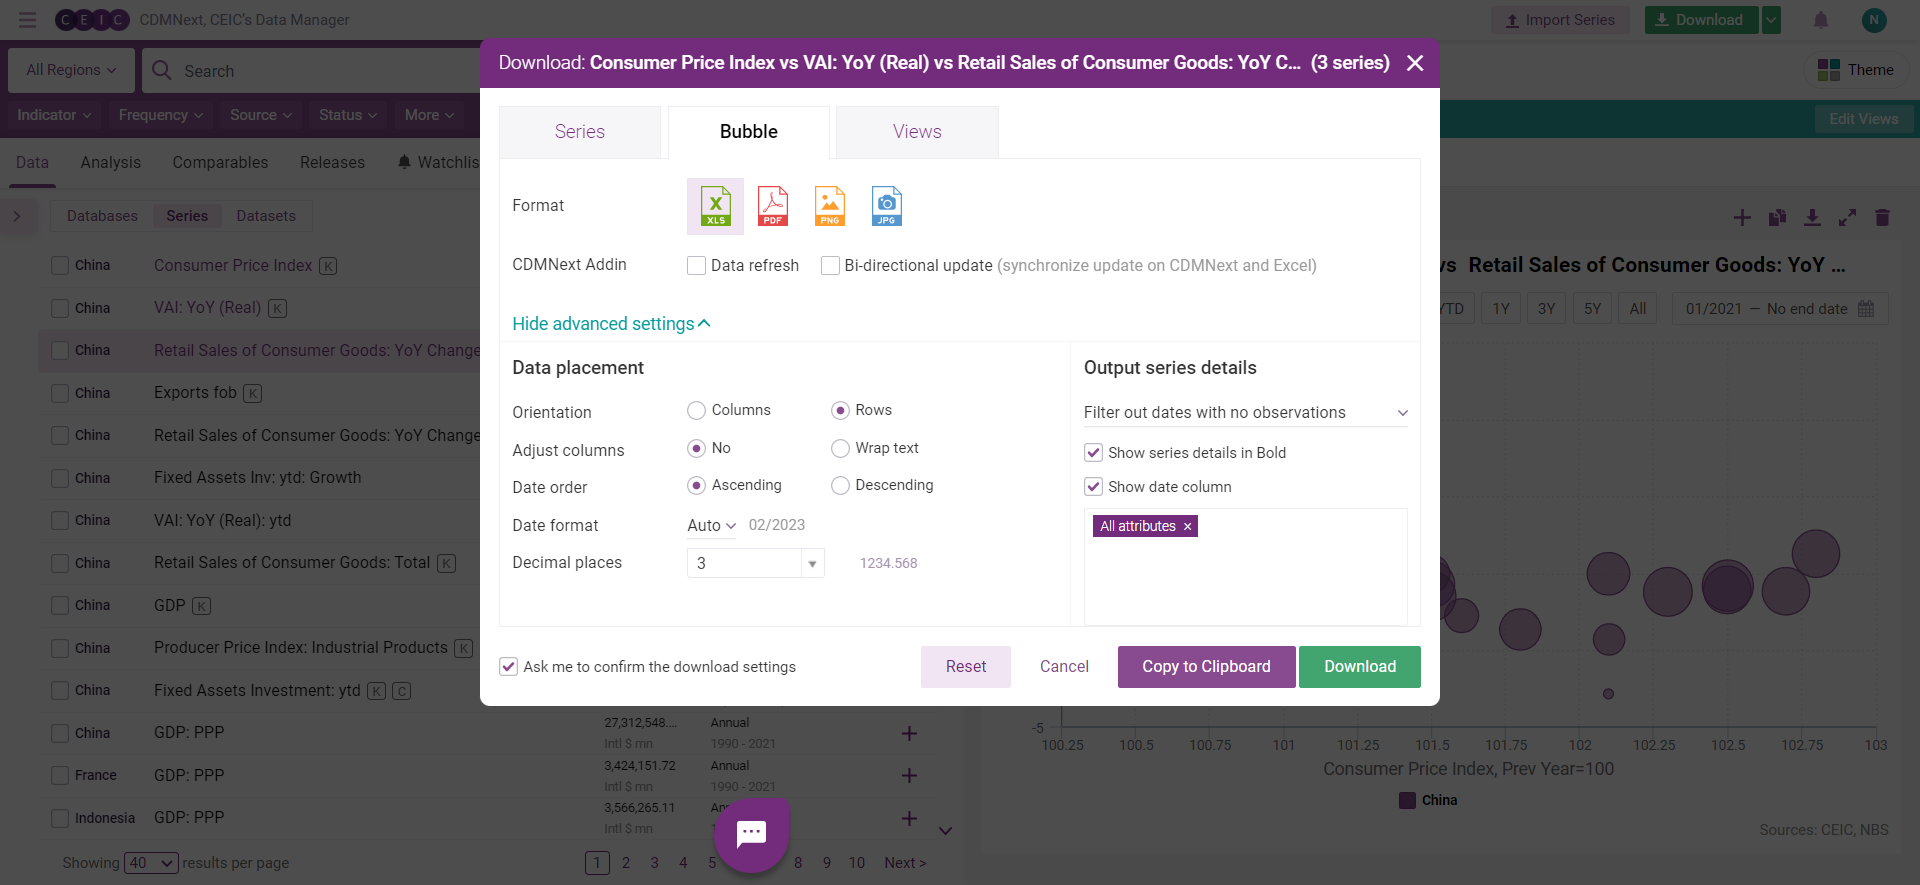 CEIC CDMNext, CEIC's Data Manager Import Series Download N
All Regions Search Theme
Indicator Frequency Source Status More Edit Views
Data Analysis Comparables Releases Watchlis
Databases Series Datasets
China Consumer Price Index K
China VAI: YoY (Real) K
China Retail Sales of Consumer Goods: YoY Change
China Exports fob K
China Retail Sales of Consumer Goods: YoY Change
China Fixed Assets Inv: ytd: Growth
China VAI: YoY (Real): ytd
China Retail Sales of Consumer Goods: Total K
China GDP K
China Producer Price Index: Industrial Products K
China Fixed Assets Investment: ytd K C
China GDP: PPP 27,312,548.... Annual
Intl $ mn 1990 - 2021
France GDP: PPP 3,424,151.72 Annual
Intl $ mn 1990 - 2021
Indonesia GDP: PPP 3,566,265.11
Intl $ mn
Showing 40 results per page 1 2 3 4 5 8 9 10 Next >
Download: Consumer Price Index vs VAI: YoY (Real) vs Retail Sales of Consumer Goods: YoY C... (3 series)
Series Bubble Views
Format XLS PDF PNG JPG
CDMNext Addin Data refresh Bi-directional update (synchronize update on CDMNext and Excel)
Hide advanced settings
Data placement
Orientation Columns Rows
Adjust columns No Wrap text
Date order Ascending Descending
Date format Auto 02/2023
Decimal places 3 1234.568
Output series details
Filter out dates with no observations
Show series details in Bold
Show date column
All attributes ×
Ask me to confirm the download settings Reset Cancel Copy to Clipboard Download
vs Retail Sales of Consumer Goods: YoY ...
YTD 1Y 3Y 5Y All 01/2021 – No end date
-5
100.25 100.5 100.75 101 101.25 101.5 101.75 102 102.25 102.5 102.75 103
Consumer Price Index, Prev Year=100
China
Sources: CEIC, NBS